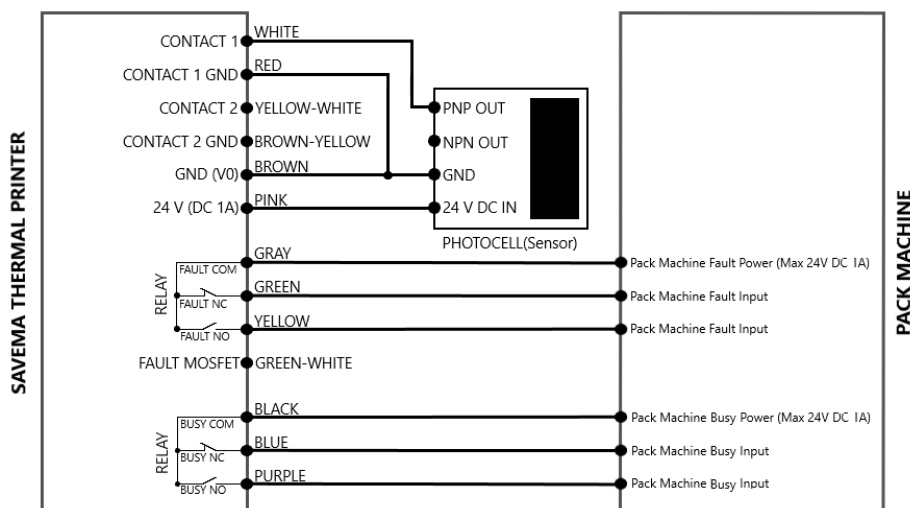 SAVEMA THERMAL PRINTER
CONTACT 1
WHITE
CONTACT 1 GND
RED
CONTACT 2
YELLOW-WHITE
CONTACT 2 GND
BROWN-YELLOW
GND (V0)
BROWN
24 V (DC 1A)
PINK
PNP OUT
NPN OUT
GND
24 V DC IN
PHOTOCELL(Sensor)
RELAY
FAULT COM
GRAY
Pack Machine Fault Power (Max 24V DC 1A)
FAULT NC
GREEN
Pack Machine Fault Input
FAULT NO
YELLOW
Pack Machine Fault Input
FAULT MOSFET
GREEN-WHITE
RELAY
BUSY COM
BLACK
Pack Machine Busy Power (Max 24V DC 1A)
BUSY NC
BLUE
Pack Machine Busy Input
BUSY NO
PURPLE
Pack Machine Busy Input
PACK MACHINE